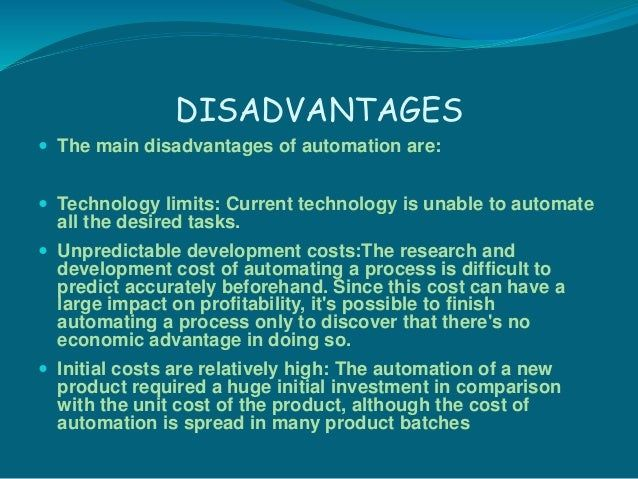 DISADVANTAGES
• The main disadvantages of automation are:
• Technology limits: Current technology is unable to automate
all the desired tasks.
• Unpredictable development costs:The research and
development cost of automating a process is difficult to
predict accurately beforehand. Since this cost can have a
large impact on profitability, it's possible to finish
automating a process only to discover that there's no
economic advantage in doing so.
• Initial costs are relatively high: The automation of a new
product required a huge initial investment in comparison
with the unit cost of the product, although the cost of
automation is spread in many product batches